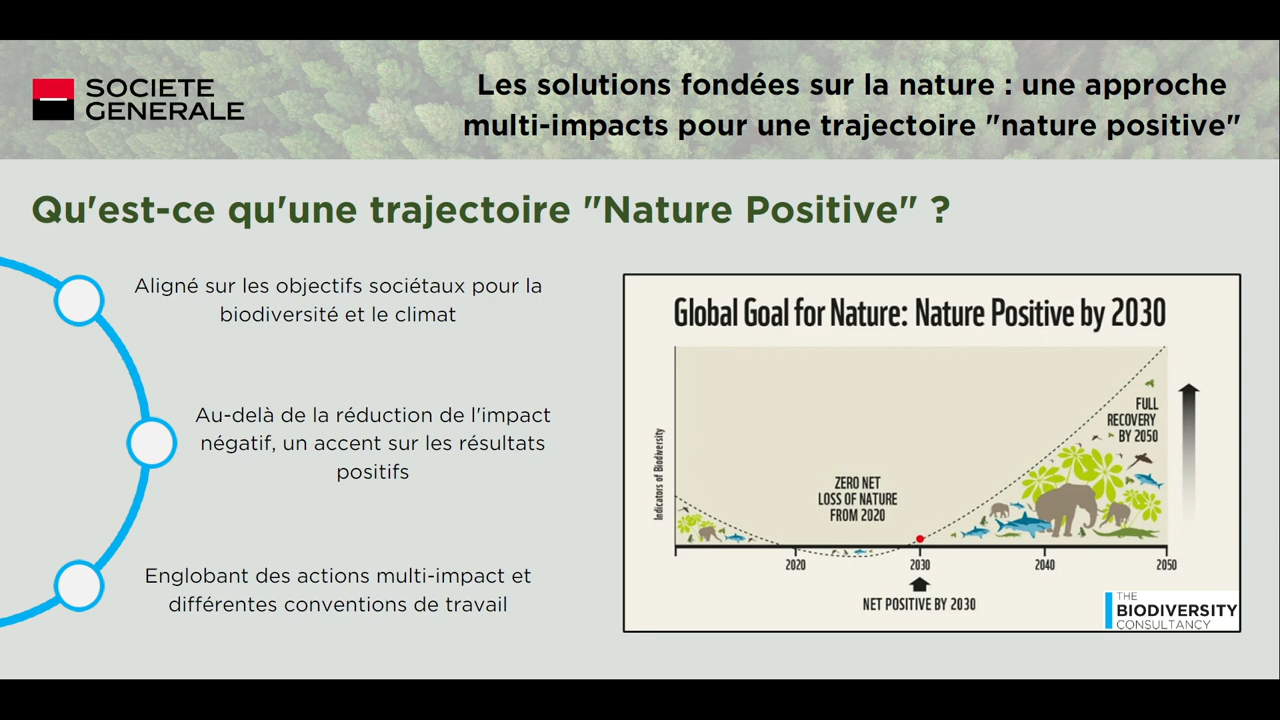 SOCIETE
GENERALE
Les solutions fondées sur la nature : une approche
multi-impacts pour une trajectoire "nature positive"
Qu'est-ce qu'une trajectoire "Nature Positive" ?
Aligné sur les objectifs sociétaux pour la
biodiversité et le climat
Au-delà de la réduction de l'impact
négatif, un accent sur les résultats
positifs
Englobant des actions multi-impact et
différentes conventions de travail
Global Goal for Nature: Nature Positive by 2030
Indicators of Biodiversity
ZERO NET
LOSS OF NATURE
FROM 2020
FULL
RECOVERY
BY 2050
2020
2030
2040
2050
NET POSITIVE BY 2030
THE
BIODIVERSITY
CONSULTANCY